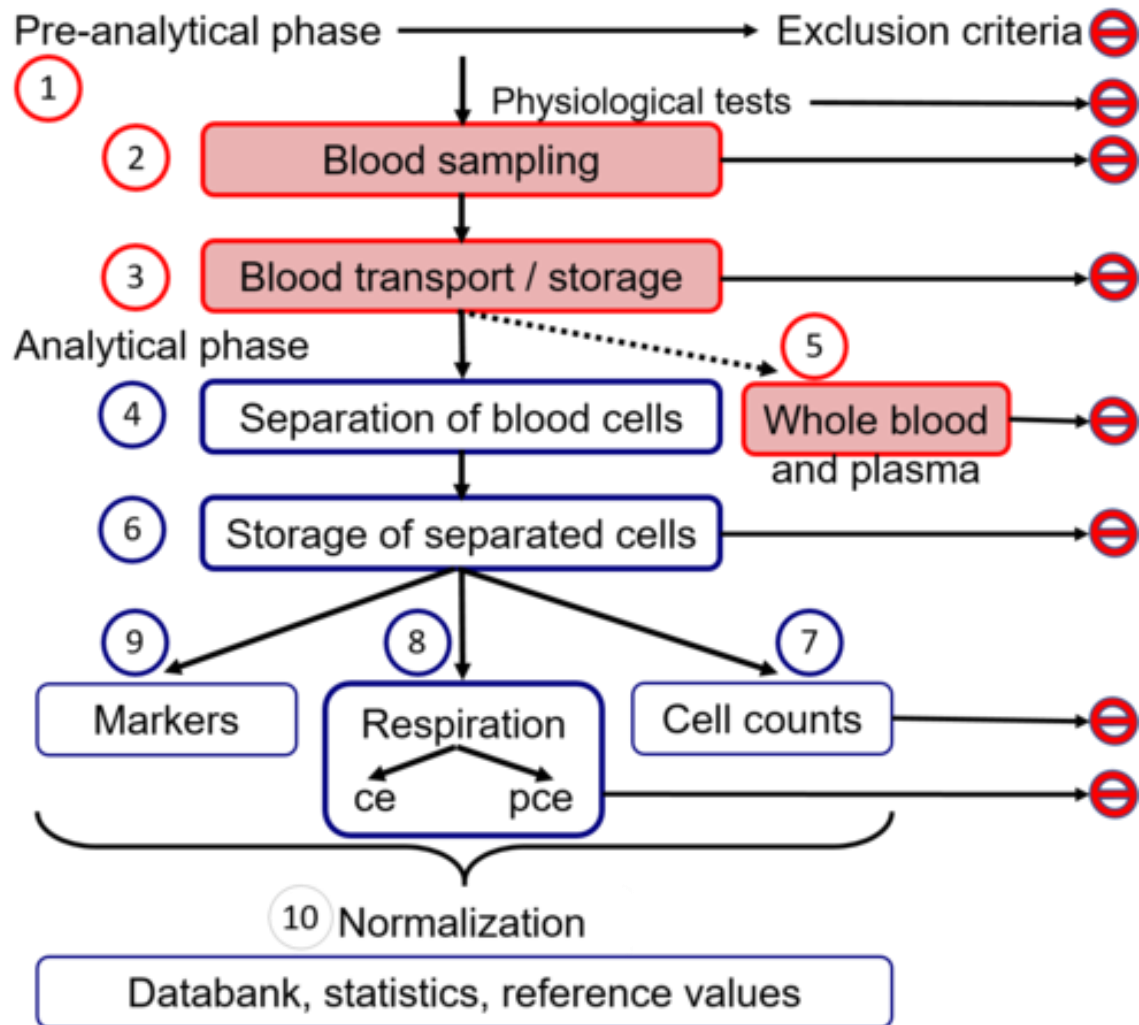 Pre-analytical phase
Exclusion criteria
1
Physiological tests
2
Blood sampling
3
Blood transport / storage
Analytical phase
5
4
Separation of blood cells
Whole blood
and plasma
6
Storage of separated cells
9
8
7
Markers
Respiration
Cell counts
ce
pce
10 Normalization
Databank, statistics, reference values